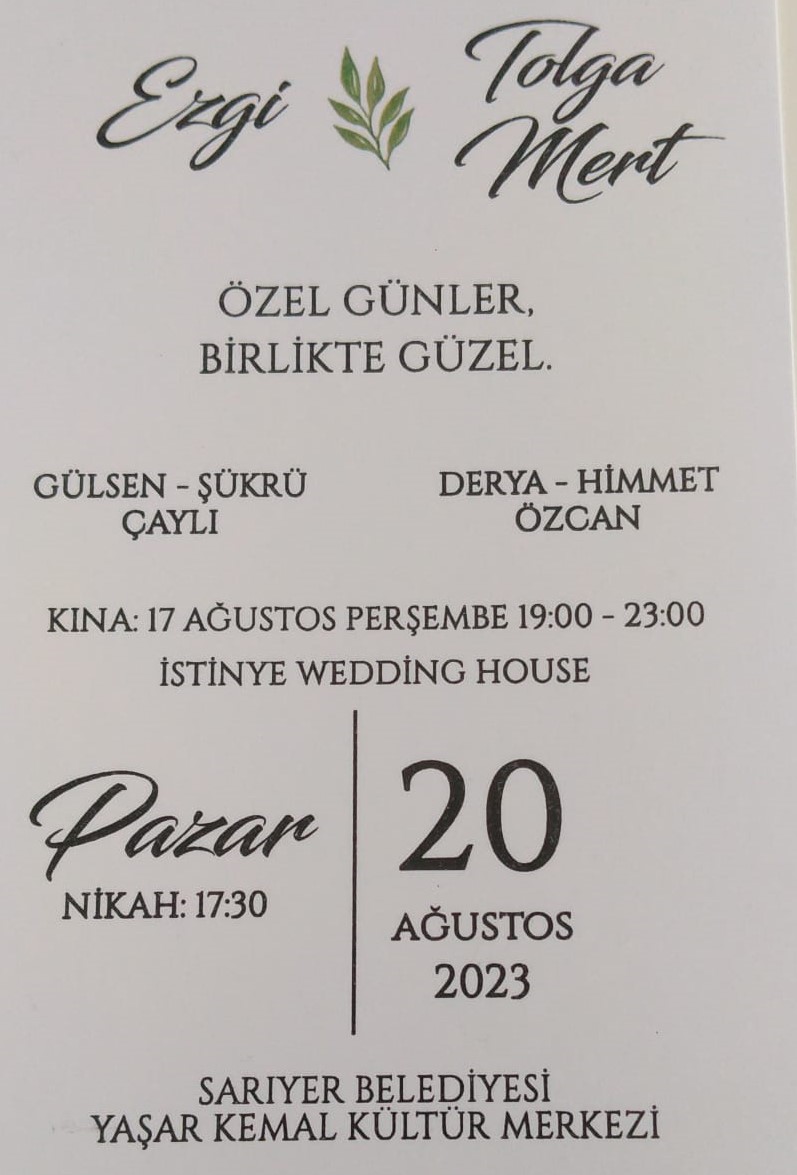 Ezgi
Tolga
Mert
ÖZEL GÜNLER,
BİRLİKTE GÜZEL.
GÜLSEN - ŞÜKRÜ
ÇAYLI
DERYA - HİMMET
ÖZCAN
KINA: 17 AĞUSTOS PERŞEMBE 19:00 - 23:00
İSTİNYE WEDDİNG HOUSE
Pazar
NİKAH: 17:30
20
AĞUSTOS
2023
SARIYER BELEDİYESİ
YAŞAR KEMAL KÜLTÜR MERKEZİ